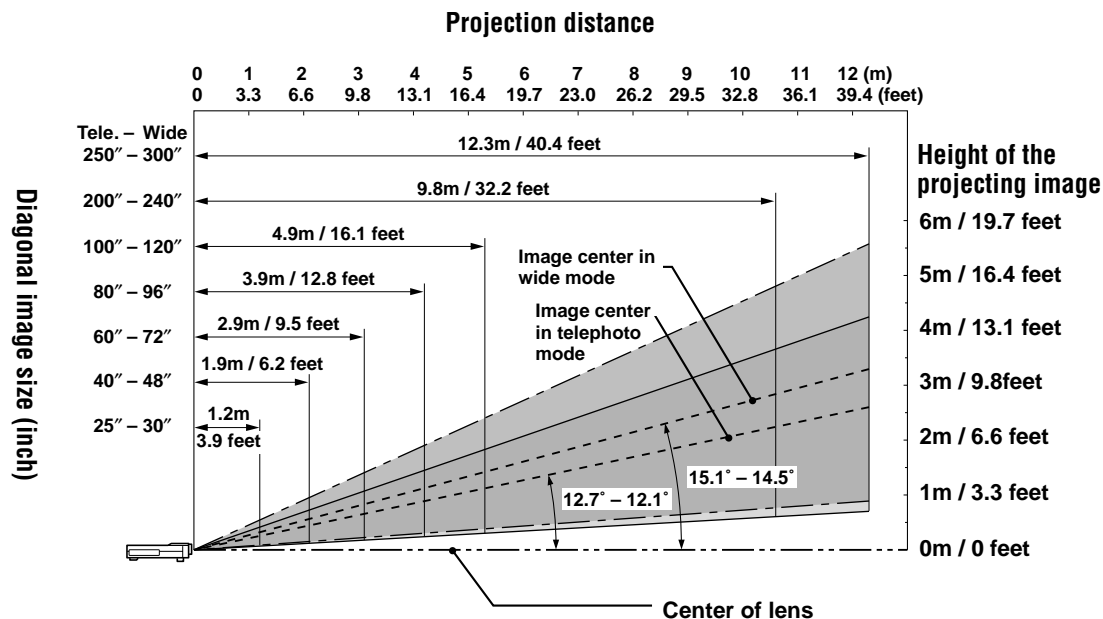 Projection distance
0 1 2 3 4 5 6 7 8 9 10 11 12 (m)
0 3.3 6.6 9.8 13.1 16.4 19.7 23.0 26.2 29.5 32.8 36.1 39.4 (feet)
Tele. – Wide
250″ – 300″
12.3m / 40.4 feet
Height of the
projecting image
200″ – 240″
9.8m / 32.2 feet
6m / 19.7 feet
100″ – 120″
4.9m / 16.1 feet
Image center in
wide mode
5m / 16.4 feet
80″ – 96″
3.9m / 12.8 feet
Image center
in telephoto
mode
4m / 13.1 feet
60″ – 72″
2.9m / 9.5 feet
40″ – 48″
1.9m / 6.2 feet
3m / 9.8feet
25″ – 30″
1.2m
3.9 feet
2m / 6.6 feet
Diagonal image size (inch)
15.1˚ – 14.5˚
12.7˚ – 12.1˚
1m / 3.3 feet
0m / 0 feet
Center of lens